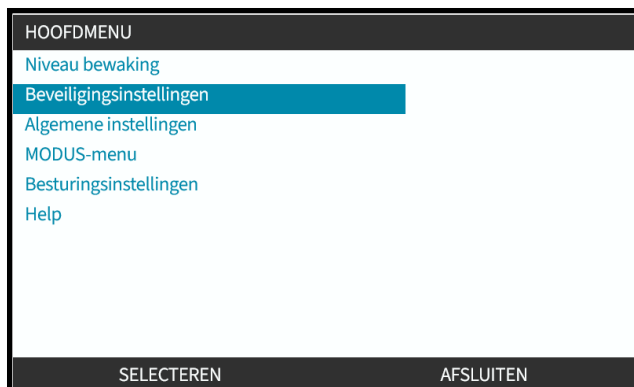 HOOFDMENU
Niveau bewaking
Beveiligingsinstellingen
Algemene instellingen
MODUS-menu
Besturingsinstellingen
Help
SELECTEREN AFSLUITEN